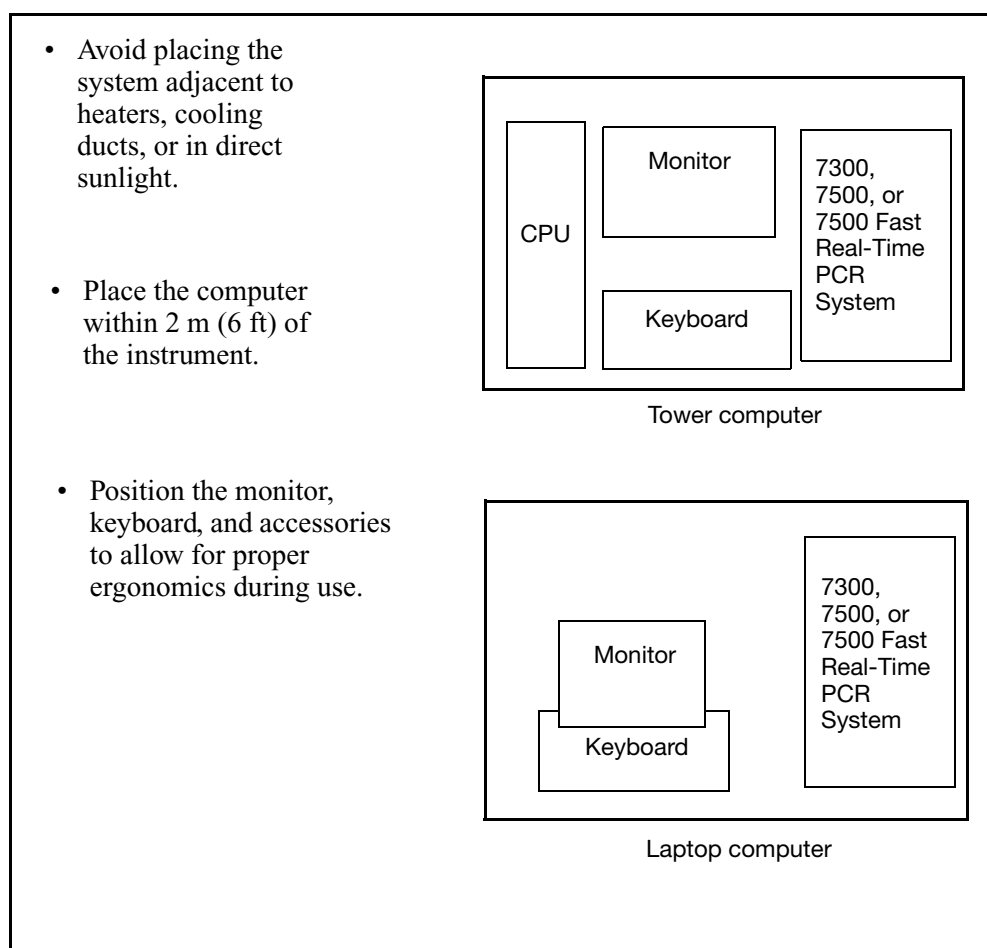 • Avoid placing the
system adjacent to
heaters, cooling
ducts, or in direct
sunlight.
• Place the computer
within 2 m (6 ft) of
the instrument.
• Position the monitor,
keyboard, and accessories
to allow for proper
ergonomics during use.
CPU
Monitor
Keyboard
7300,
7500, or
7500 Fast
Real-Time
PCR
System
Tower computer
Monitor
Keyboard
7300,
7500, or
7500 Fast
Real-Time
PCR
System
Laptop computer